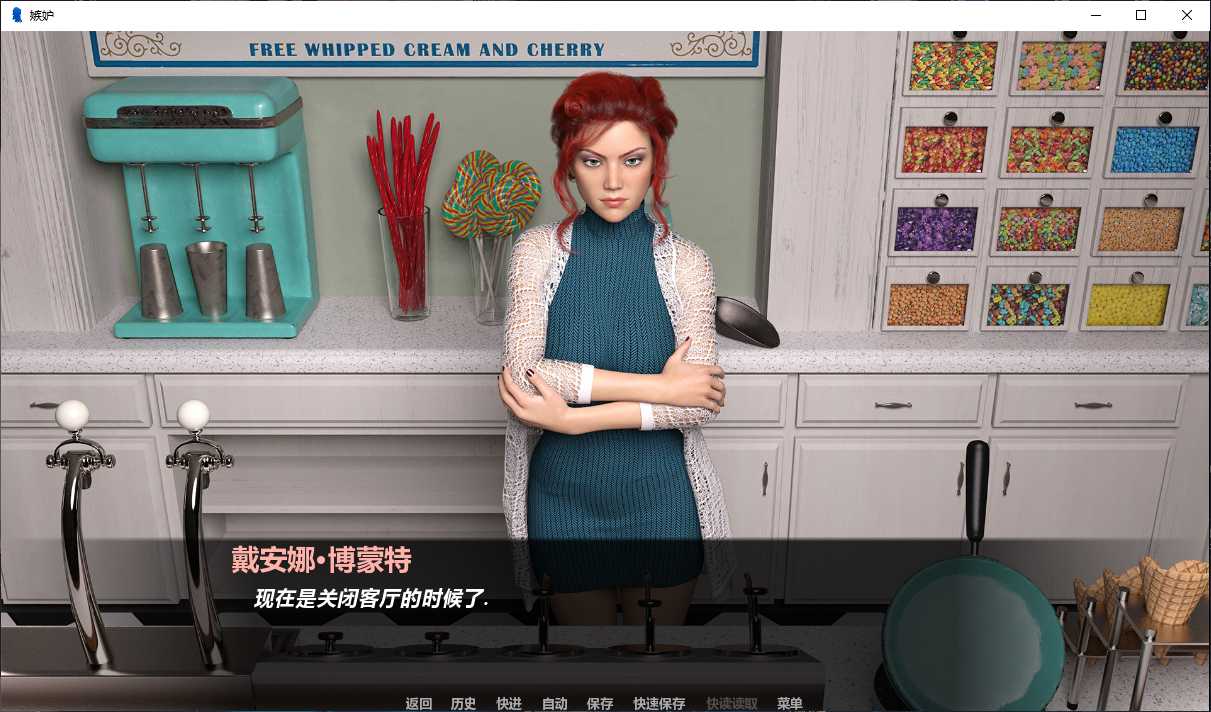 嫉妒
FREE WHIPPED CREAM AND CHERRY
戴安娜•博蒙特
现在是关闭客厅的时候了.
返回 历史 快进 自动 保存 快速保存 快读读取 菜单